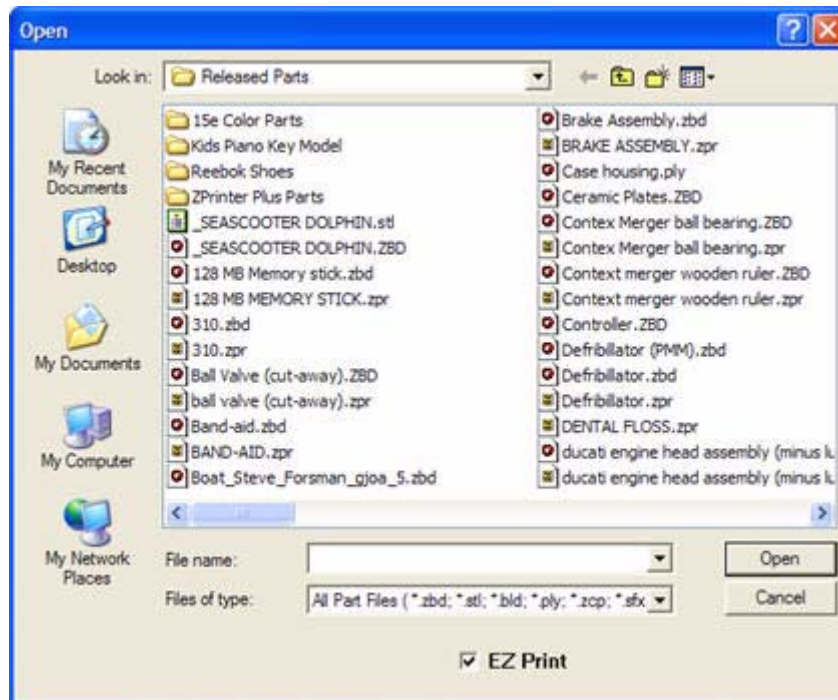 Open
Look in:
Released Parts
My Recent
Documents
Desktop
My Documents
My Computer
My Network
Places
15e Color Parts
Kids Piano Key Model
Reebok Shoes
ZPrinter Plus Parts
_SEASCOOTER DOLPHIN.stl
_SEASCOOTER DOLPHIN.ZBD
128 MB Memory stick.zbd
128 MB MEMORY STICK.zpr
310.zbd
310.zpr
Ball Valve (cut-away).ZBD
ball valve (cut-away).zpr
Band-aid.zbd
BAND-AID.zpr
Boat_Steve_Forsman_gjoa_5.zbd
Brake Assembly.zbd
BRAKE ASSEMBLY.zpr
Case housing.ply
Ceramic Plates.ZBD
Contex Merger ball bearing.ZBD
Contex Merger ball bearing.zpr
Context merger wooden ruler.ZBD
Context merger wooden ruler.zpr
Controller.ZBD
Defribillator (PMM).zbd
Defribillator.zbd
Defribillator.zpr
DENTAL FLOSS.zpr
ducati engine head assembly (minus lu
ducati engine head assembly (minus lu
File name:
Open
Files of type:
All Part Files ( *.zbd; *.stl; *.bld; *.ply; *.zcp; *.sfx
Cancel
EZ Print